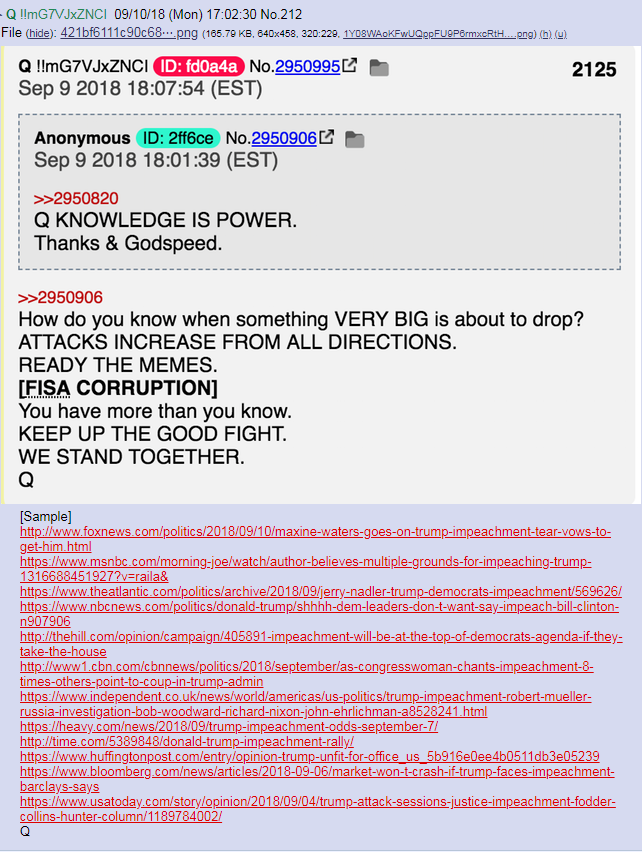 Q !!mG7VJxZNCI 09/10/18 (Mon) 17:02:30 No.212
File (hide): 421bf6111c90c68⋯.png (165.79 KB, 640x458, 320:229, 1Y08WAoKFwUQppFU9P6rmxcRtH….png) (h) (u)
Q !!mG7VJxZNCI ID: fd0a4a No.2950995 2125
Sep 9 2018 18:07:54 (EST)
Anonymous ID: 2ff6ce No.2950906
Sep 9 2018 18:01:39 (EST)
>>2950820
Q KNOWLEDGE IS POWER.
Thanks & Godspeed.
>>2950906
How do you know when something VERY BIG is about to drop?
ATTACKS INCREASE FROM ALL DIRECTIONS.
READY THE MEMES.
[FISA CORRUPTION]
You have more than you know.
KEEP UP THE GOOD FIGHT.
WE STAND TOGETHER.
Q
[Sample]
http://www.foxnews.com/politics/2018/09/10/maxine-waters-goes-on-trump-impeachment-tear-vows-to-
get-him.html
https://www.msnbc.com/morning-joe/watch/author-believes-multiple-grounds-for-impeaching-trump-
1316688451927?v=raila&
https://www.theatlantic.com/politics/archive/2018/09/jerry-nadler-trump-democrats-impeachment/569626/
https://www.nbcnews.com/politics/donald-trump/shhhh-dem-leaders-don-t-want-say-impeach-bill-clinton-
n907906
http://thehill.com/opinion/campaign/405891-impeachment-will-be-at-the-top-of-democrats-agenda-if-they-
take-the-house
http://www1.cbn.com/cbnnews/politics/2018/september/as-congresswoman-chants-impeachment-8-
times-others-point-to-coup-in-trump-admin
https://www.independent.co.uk/news/world/americas/us-politics/trump-impeachment-robert-mueller-
russia-investigation-bob-woodward-richard-nixon-john-ehrlichman-a8528241.html
https://heavy.com/news/2018/09/trump-impeachment-odds-september-7/
http://time.com/5389848/donald-trump-impeachment-rally/
https://www.huffingtonpost.com/entry/opinion-trump-unfit-for-office_us_5b916e0ee4b0511db3e05239
https://www.bloomberg.com/news/articles/2018-09-06/market-won-t-crash-if-trump-faces-impeachment-
barclays-says
https://www.usatoday.com/story/opinion/2018/09/04/trump-attack-sessions-justice-impeachment-fodder-
collins-hunter-column/1189784002/
Q